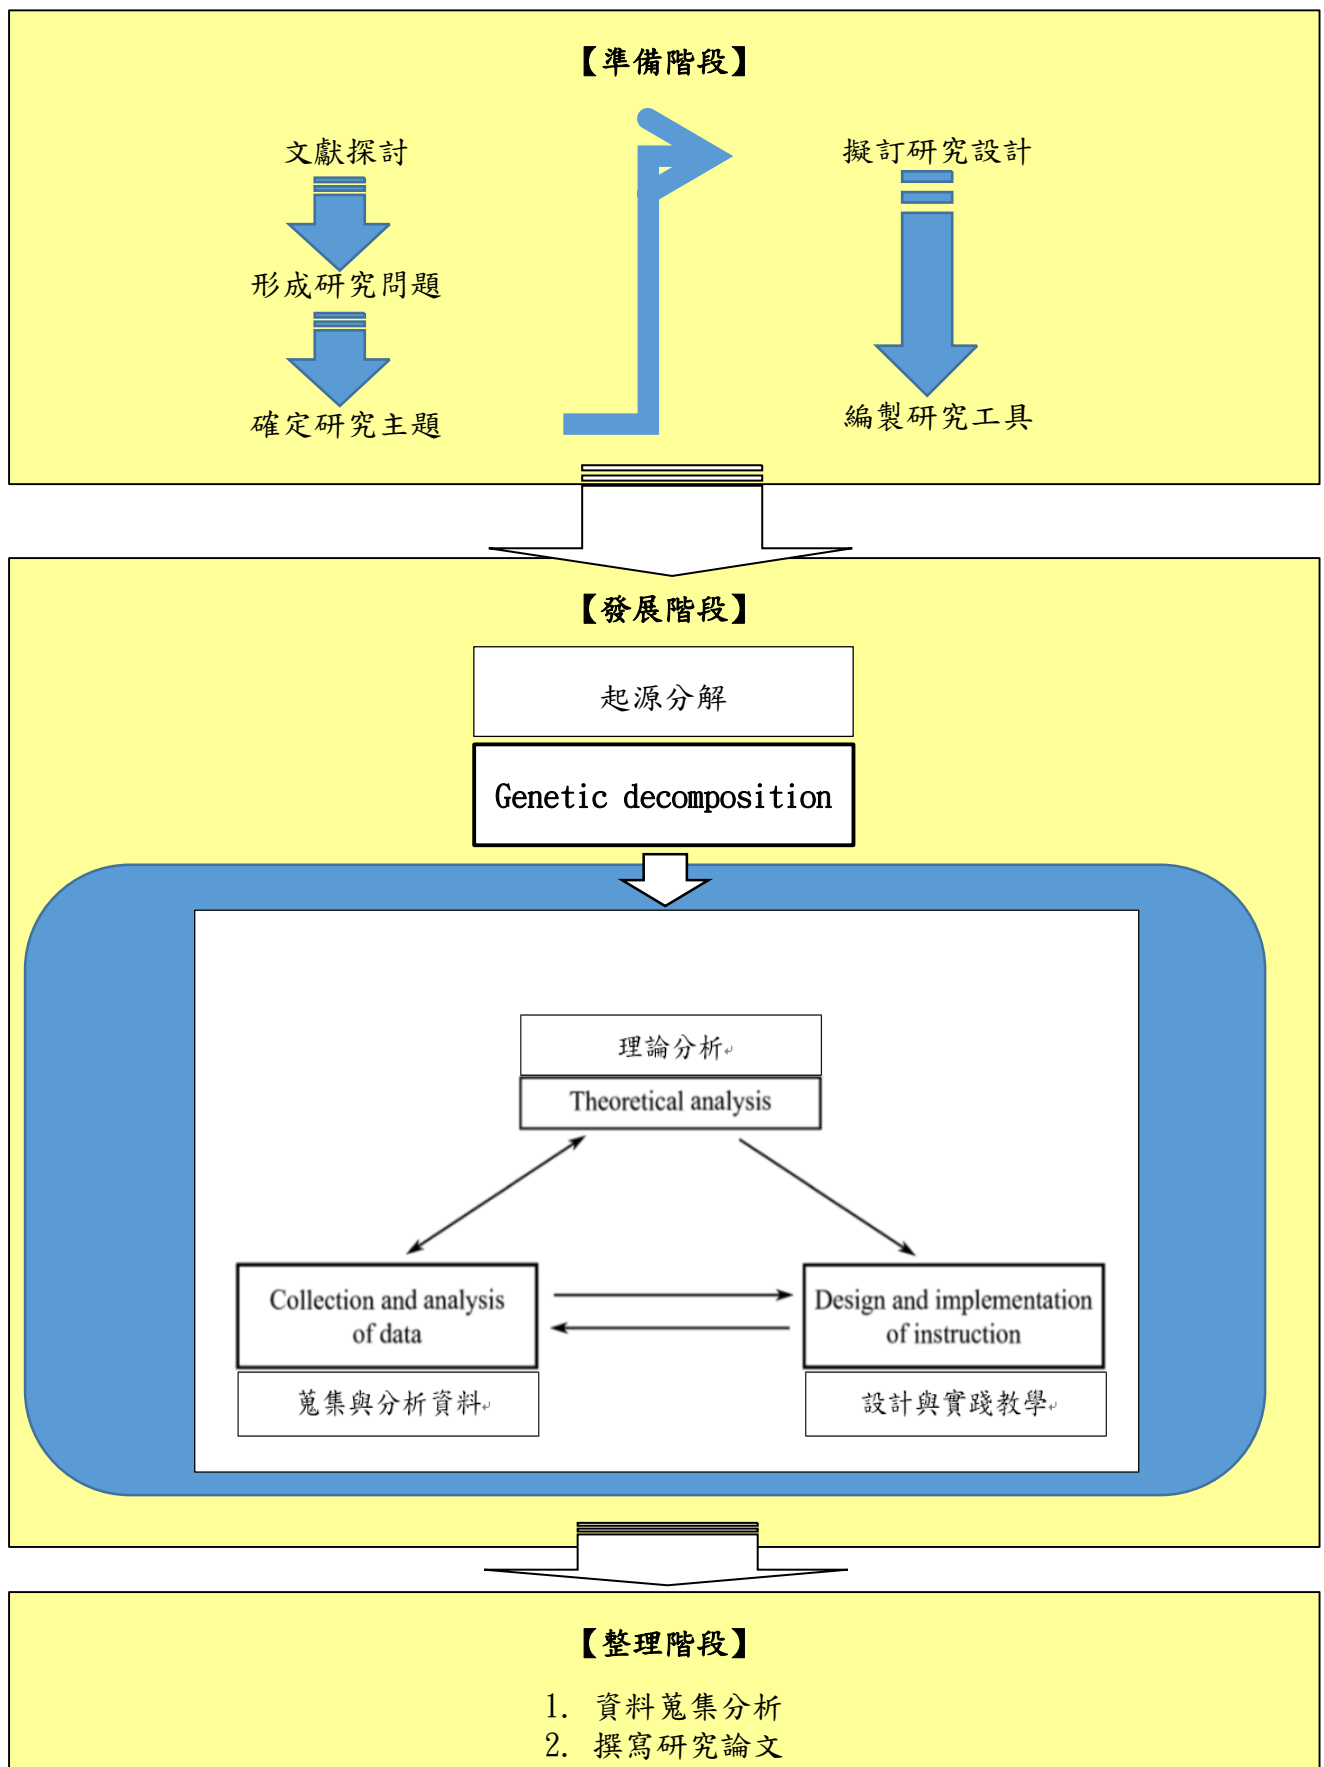 【準備階段】
文獻探討
形成研究問題
確定研究主題
擬訂研究設計
編製研究工具
【發展階段】
起源分解
Genetic decomposition
理論分析
Theoretical analysis
Collection and analysis
of data
蒐集與分析資料
Design and implementation
of instruction
設計與實踐教學
【整理階段】
1. 資料蒐集分析
2. 撰寫研究論文